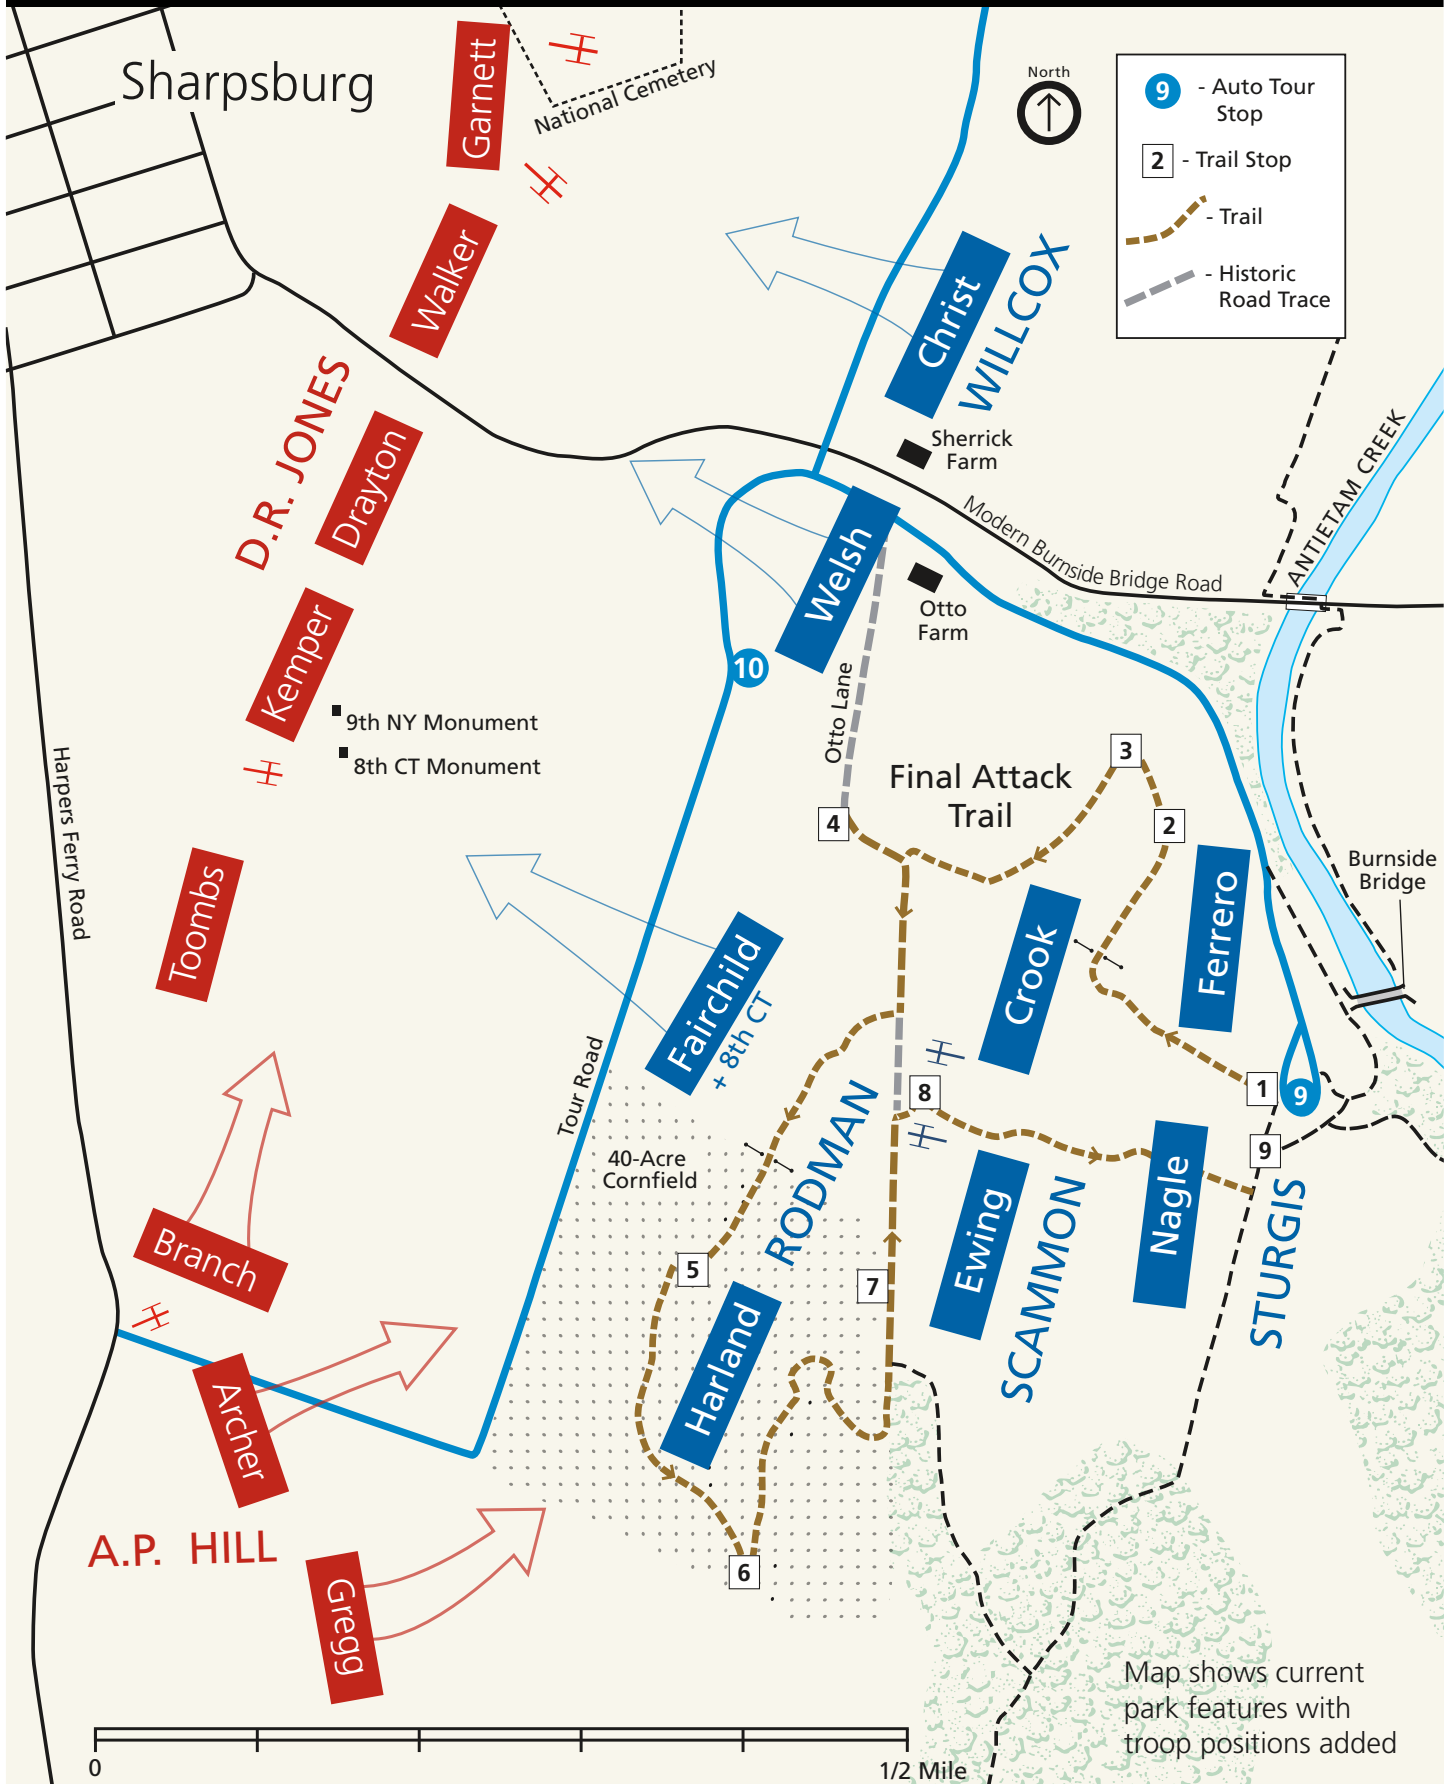 Sharpsburg
Garnett
National Cemetery
North
9 - Auto Tour
Stop
2 - Trail Stop
- Trail
- Historic
Road Trace
Walker
Christ
WILLCOX
D.R. JONES
Drayton
Sherrick
Farm
Modern Burnside Bridge Road
ANTIETAM CREEK
Welsh
Otto
Farm
Kemper
10
Otto Lane
9th NY Monument
8th CT Monument
Harpers Ferry Road
3
Final Attack
Trail
4
2
Burnside
Bridge
Toombs
Ferrero
Crook
Fairchild
+ 8th CT
Tour Road
8
1
9
40-Acre
Cornfield
RODMAN
9
Branch
Nagle
Ewing
SCAMMON
STURGIS
5
7
Harland
Archer
A.P. HILL
6
Gregg
Map shows current
park features with
troop positions added
0
1/2 Mile